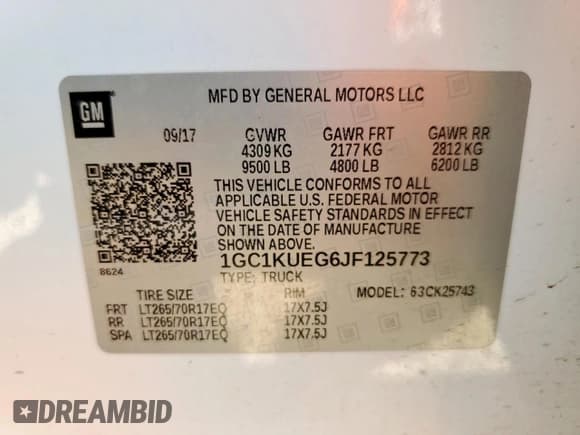 GM
MFD BY GENERAL MOTORS LLC
09/17 GVWR GAWR FRT GAWR RR
4309 KG 2177 KG 2812 KG
9500 LB 4800 LB 6200 LB
THIS VEHICLE CONFORMS TO ALL
APPLICABLE U.S. FEDERAL MOTOR
VEHICLE SAFETY STANDARDS IN EFFECT
ON THE DATE OF MANUFACTURE
SHOWN ABOVE.
8624
1GC1KUEG6JF125773
TYPE: TRUCK
TIRE SIZE RIM MODEL: 63CK25743
FRT LT265/70R17EQ 17X7.5J
RR LT265/70R17EQ 17X7.5J
SPA LT265/70R17EQ 17X7.5J
DREAMBID